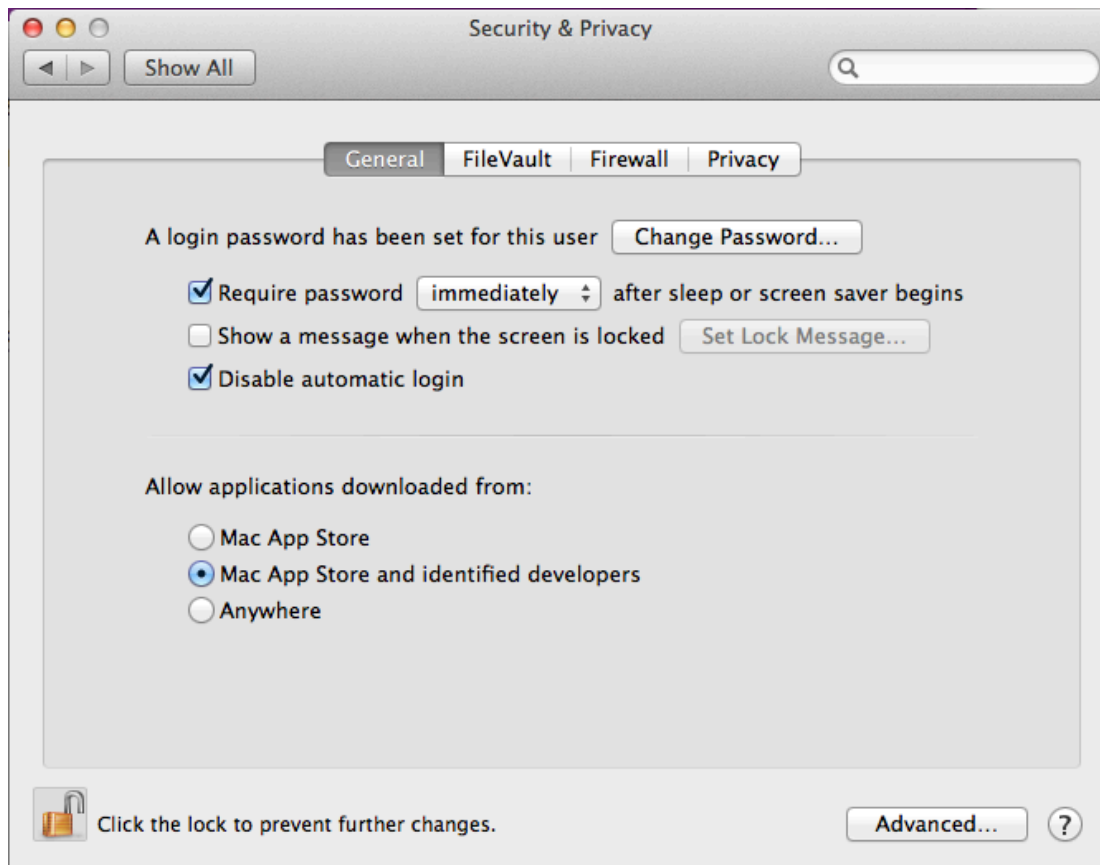 Security & Privacy
Show All
General FileVault Firewall Privacy
A login password has been set for this user Change Password...
Require password immediately after sleep or screen saver begins
Show a message when the screen is locked Set Lock Message...
Disable automatic login
Allow applications downloaded from:
Mac App Store
Mac App Store and identified developers
Anywhere
Click the lock to prevent further changes. Advanced... ?